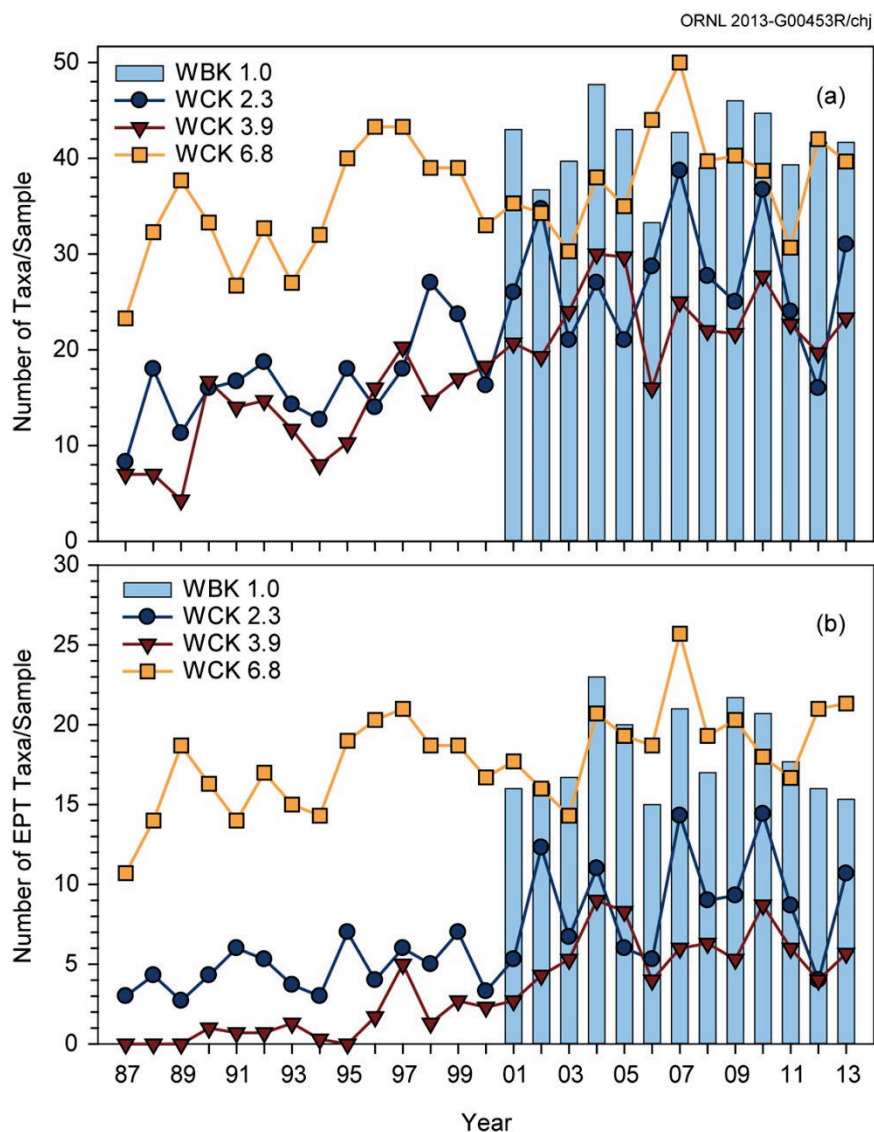 ORNL 2013-G00453R/chj
50
40
30
20
10
0
Number of Taxa/Sample
WBK 1.0
WCK 2.3
WCK 3.9
WCK 6.8
(a)
30
25
20
15
10
5
0
Number of EPT Taxa/Sample
WBK 1.0
WCK 2.3
WCK 3.9
WCK 6.8
(b)
87 89 91 93 95 97 99 01 03 05 07 09 11 13
Year